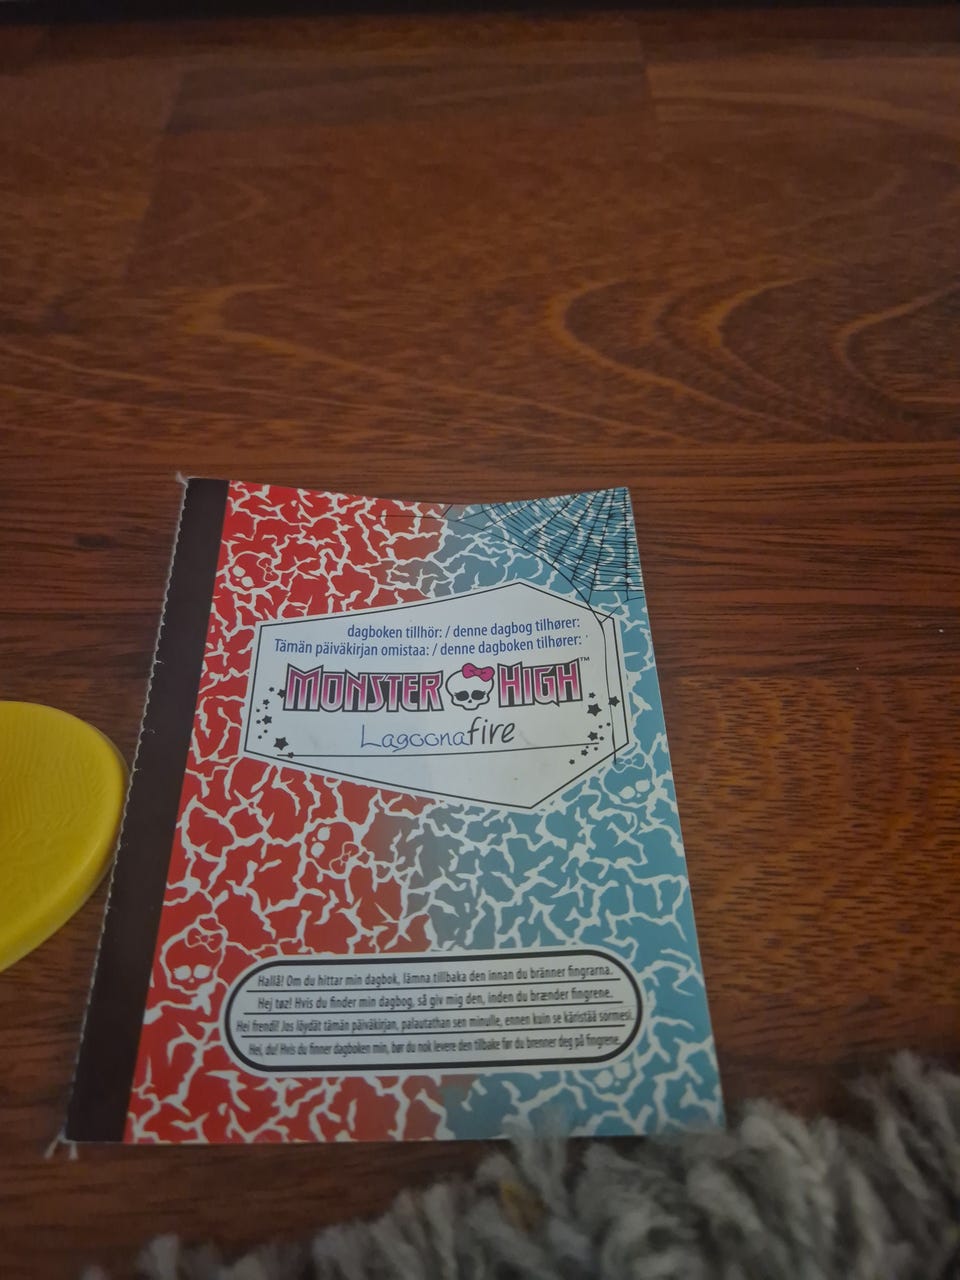 dagboken tillhör: / denne dagbog tilhører:
Tämän päiväkirjan omistaa: / denne dagboken tilhører:
MONSTER HIGH™
Lagoonafire
Hallå! Om du hittar min dagbok, lämna tillbaka den innan du bränner fingrarna.
Hej tøz! Hvis du finder min dagbog, så giv mig den, inden du brænder fingrene.
Hei frendi! Jos löydät tämän päiväkirjan, palautathan sen minulle, ennen kuin se käristää sormesi.
Hei, du! Hvis du finner dagboken min, bør du nok levere den tilbake før du brenner deg på fingrene.